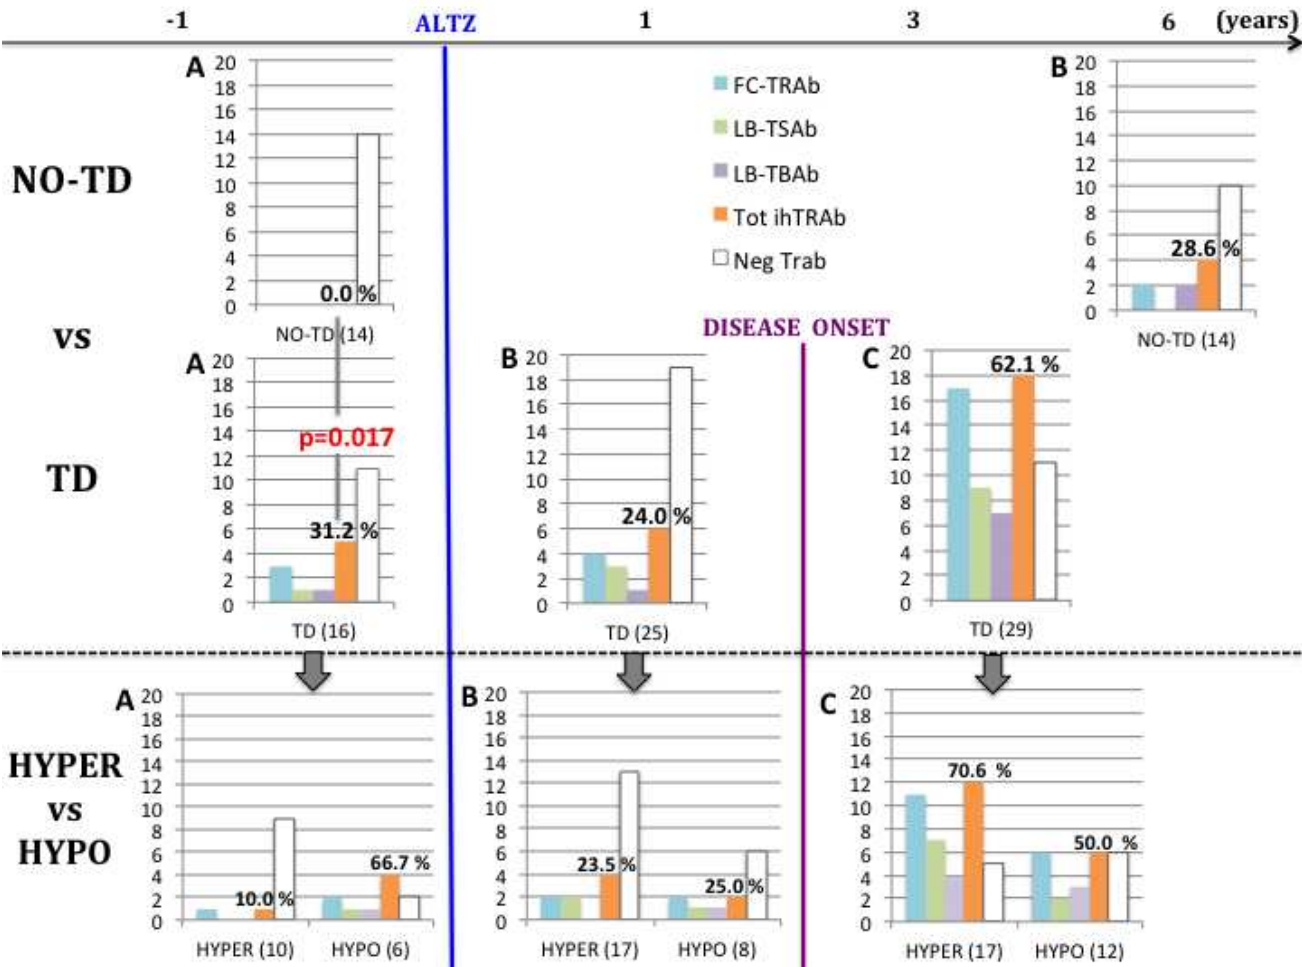 -1 ALTZ 1 3 6 (years)
A 20 18 16 14 12 10 8 6 4 2 0
0.0 %
NO-TD (14)
FC-TRAb
LB-TSAb
LB-TBAb
Tot ihTRAb
Neg Trab
B 20 18 16 14 12 10 8 6 4 2 0
28.6 %
NO-TD (14)
NO-TD
vs
TD
DISEASE ONSET
A 20 18 16 14 12 10 8 6 4 2 0
p=0.017
31.2 %
TD (16)
B 20 18 16 14 12 10 8 6 4 2 0
24.0 %
TD (25)
C 20 18 16 14 12 10 8 6 4 2 0
62.1 %
TD (29)
HYPER
vs
HYPO
A 20 18 16 14 12 10 8 6 4 2 0
10.0 % 66.7 %
HYPER (10) HYPO (6)
B 20 18 16 14 12 10 8 6 4 2 0
23.5 % 25.0 %
HYPER (17) HYPO (8)
C 20 18 16 14 12 10 8 6 4 2 0
70.6 % 50.0 %
HYPER (17) HYPO (12)